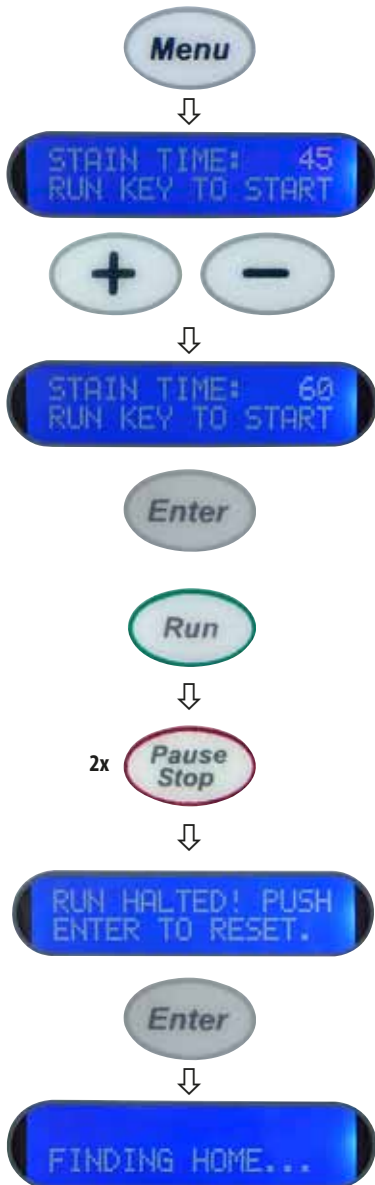 Menu
STAIN TIME: 45
RUN KEY TO START
+ −
STAIN TIME: 60
RUN KEY TO START
Enter
Run
2x Pause
Stop
RUN HALTED! PUSH
ENTER TO RESET.
Enter
FINDING HOME...